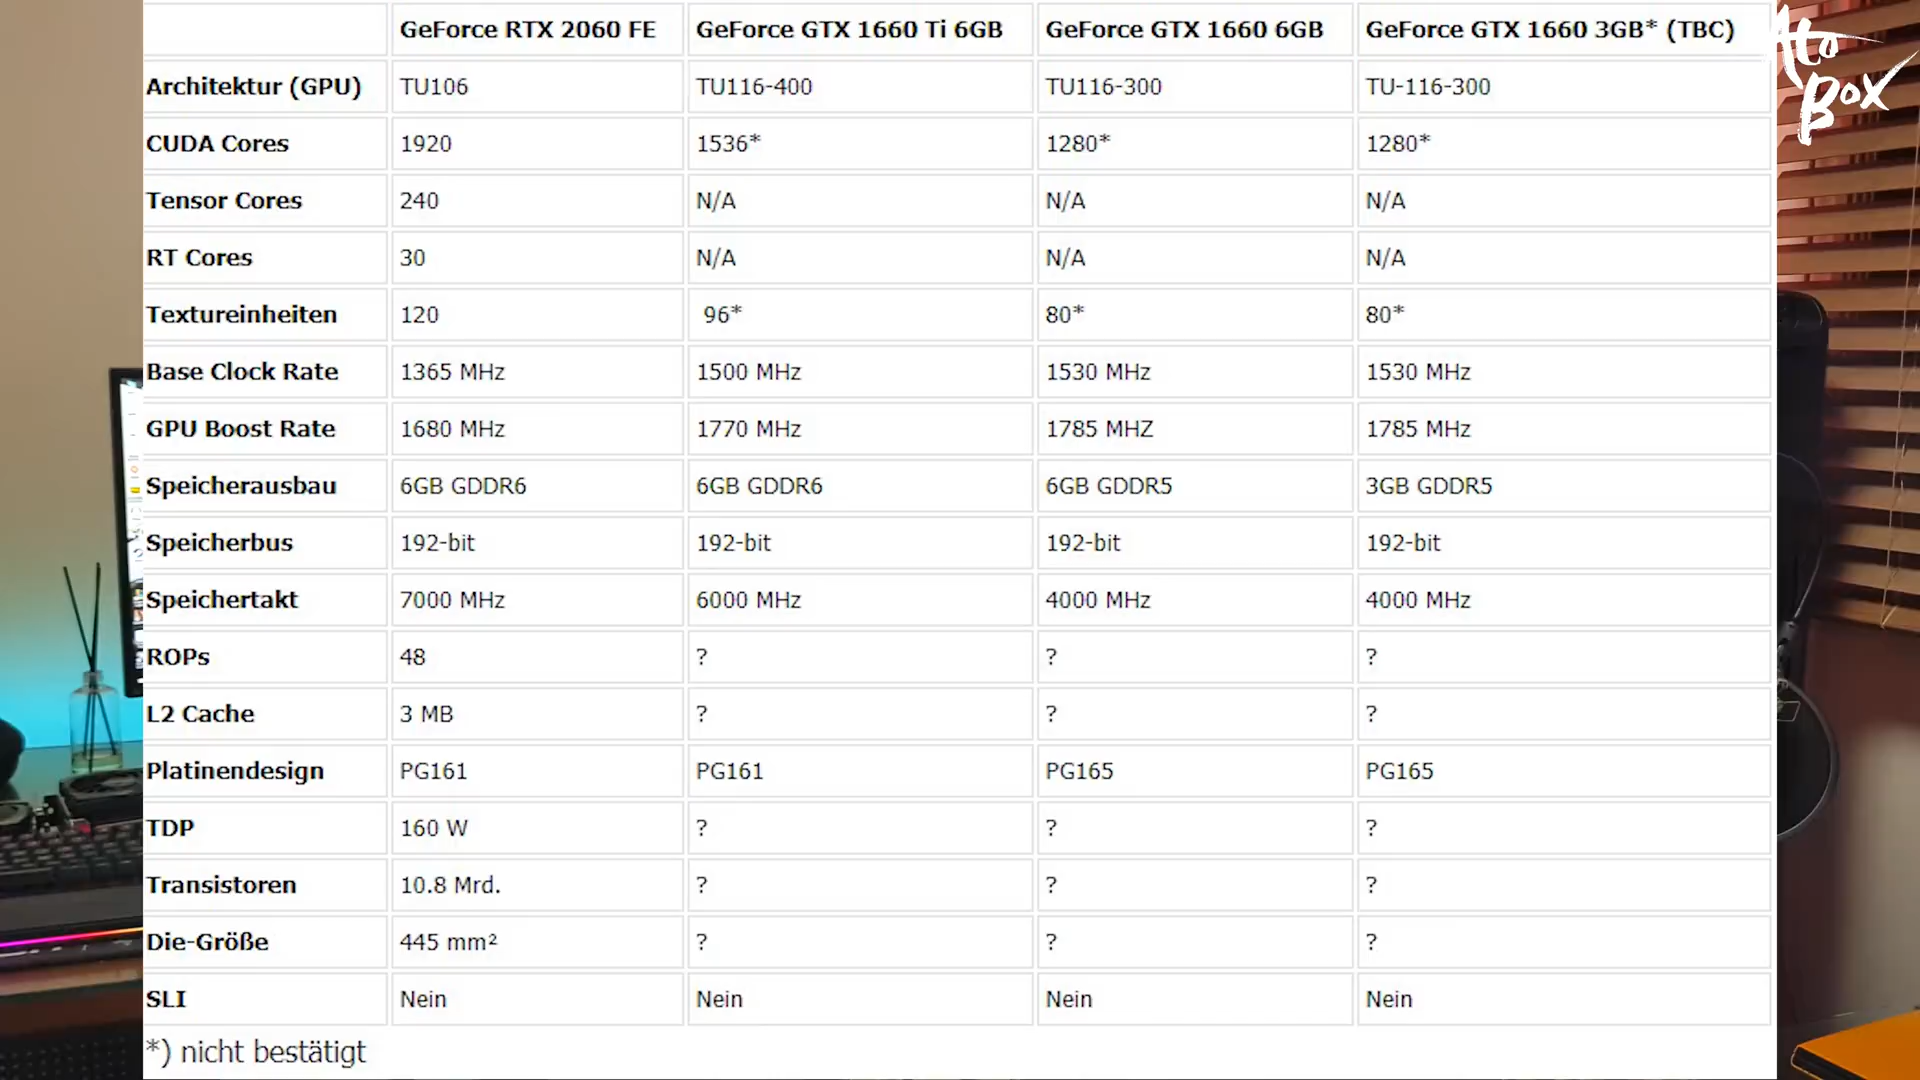 GeForce RTX 2060 FE GeForce GTX 1660 Ti 6GB GeForce GTX 1660 6GB GeForce GTX 1660 3GB* (TBC)
Architektur (GPU) TU106 TU116-400 TU116-300 TU-116-300
CUDA Cores 1920 1536* 1280* 1280*
Tensor Cores 240 N/A N/A N/A
RT Cores 30 N/A N/A N/A
Textureinheiten 120 96* 80* 80*
Base Clock Rate 1365 MHz 1500 MHz 1530 MHz 1530 MHz
GPU Boost Rate 1680 MHz 1770 MHz 1785 MHZ 1785 MHz
Speicherausbau 6GB GDDR6 6GB GDDR6 6GB GDDR5 3GB GDDR5
Speicherbus 192-bit 192-bit 192-bit 192-bit
Speichertakt 7000 MHz 6000 MHz 4000 MHz 4000 MHz
ROPs 48 ? ? ?
L2 Cache 3 MB ? ? ?
Platinendesign PG161 PG161 PG165 PG165
TDP 160 W ? ? ?
Transistoren 10.8 Mrd. ? ? ?
Die-Größe 445 mm² ? ? ?
SLI Nein Nein Nein Nein
*) nicht bestätigt
Box